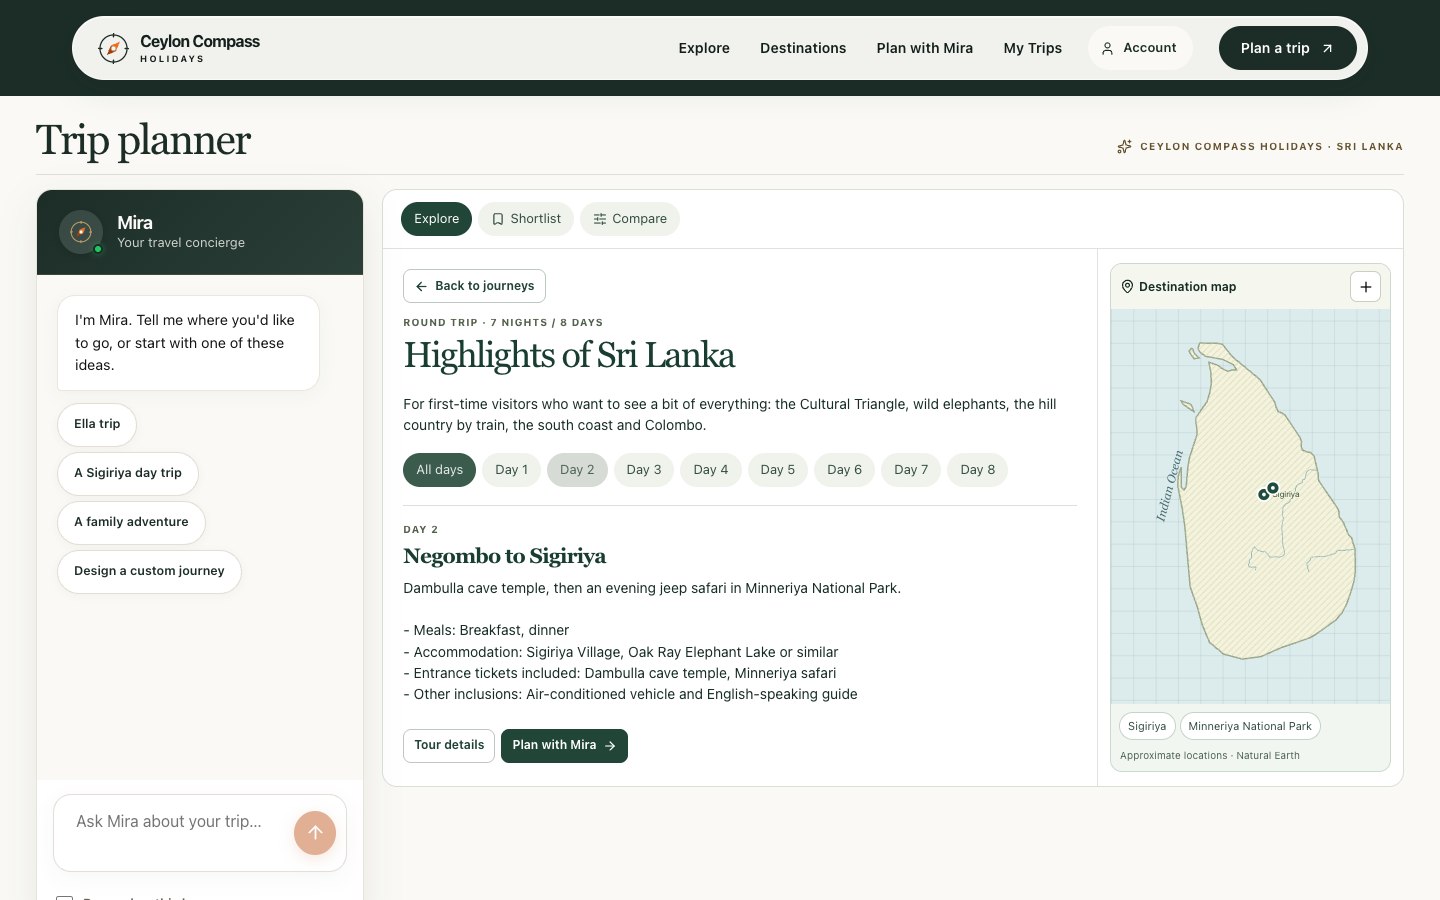 Ceylon Compass
HOLIDAYS
Explore
Destinations
Plan with Mira
My Trips
Account
Plan a trip
Trip planner
CEYLON COMPASS HOLIDAYS · SRI LANKA
Mira
Your travel concierge
I'm Mira. Tell me where you'd like
to go, or start with one of these
ideas.
Ella trip
A Sigiriya day trip
A family adventure
Design a custom journey
Ask Mira about your trip...
Explore
Shortlist
Compare
Back to journeys
ROUND TRIP · 7 NIGHTS / 8 DAYS
Highlights of Sri Lanka
For first-time visitors who want to see a bit of everything: the Cultural Triangle, wild elephants, the hill
country by train, the south coast and Colombo.
All days
Day 1
Day 2
Day 3
Day 4
Day 5
Day 6
Day 7
Day 8
DAY 2
Negombo to Sigiriya
Dambulla cave temple, then an evening jeep safari in Minneriya National Park.
- Meals: Breakfast, dinner
- Accommodation: Sigiriya Village, Oak Ray Elephant Lake or similar
- Entrance tickets included: Dambulla cave temple, Minneriya safari
- Other inclusions: Air-conditioned vehicle and English-speaking guide
Tour details
Plan with Mira
Destination map
Indian Ocean
Sigiriya
Sigiriya
Minneriya National Park
Approximate locations · Natural Earth